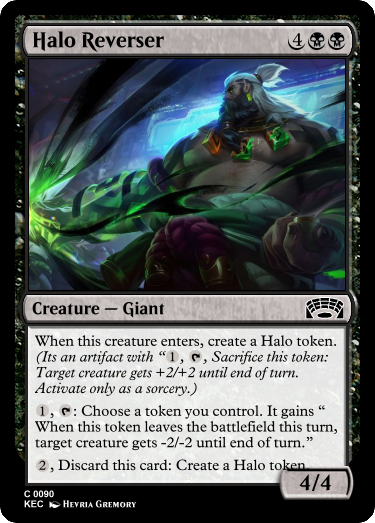 Halo Reverser 4
Creature — Giant
When this creature enters, create a Halo token.
(Its an artifact with “1, , Sacrifice this token:
Target creature gets +2/+2 until end of turn.
Activate only as a sorcery.)
1, : Choose a token you control. It gains “
When this token leaves the battlefield this turn,
target creature gets -2/-2 until end of turn.”
2, Discard this card: Create a Halo token.
4/4
C 0090
KEC Hevria Gremory